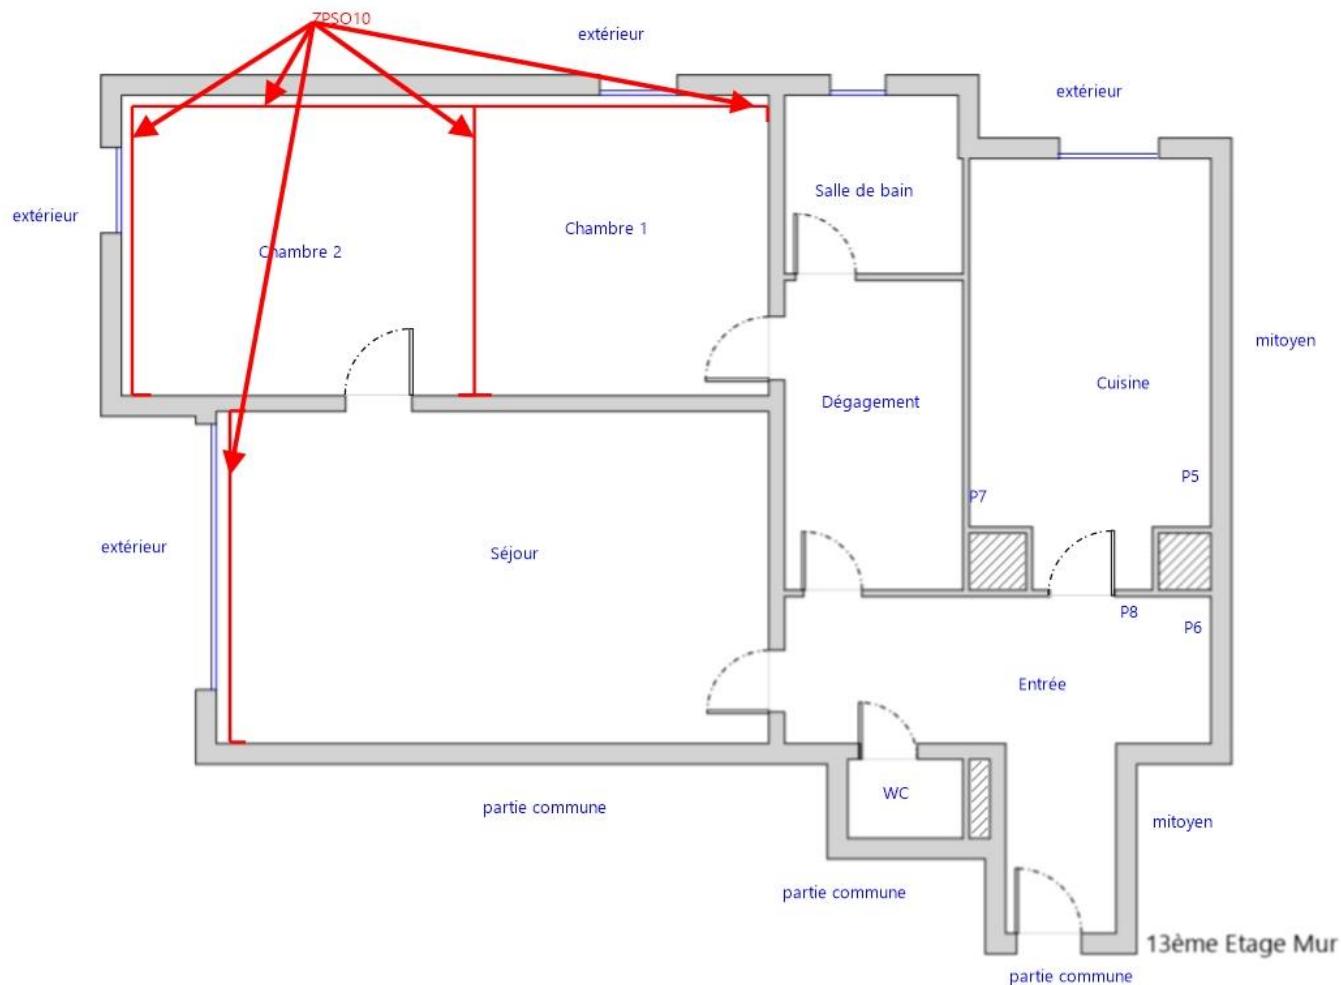 ZPSO10
extérieur
extérieur
Salle de bain
extérieur
Chambre 1
Chambre 2
mitoyen
Cuisine
Dégagement
P5
P7
extérieur
Séjour
P8
P6
Entrée
WC
partie commune
mitoyen
partie commune
13ème Etage Mur
partie commune